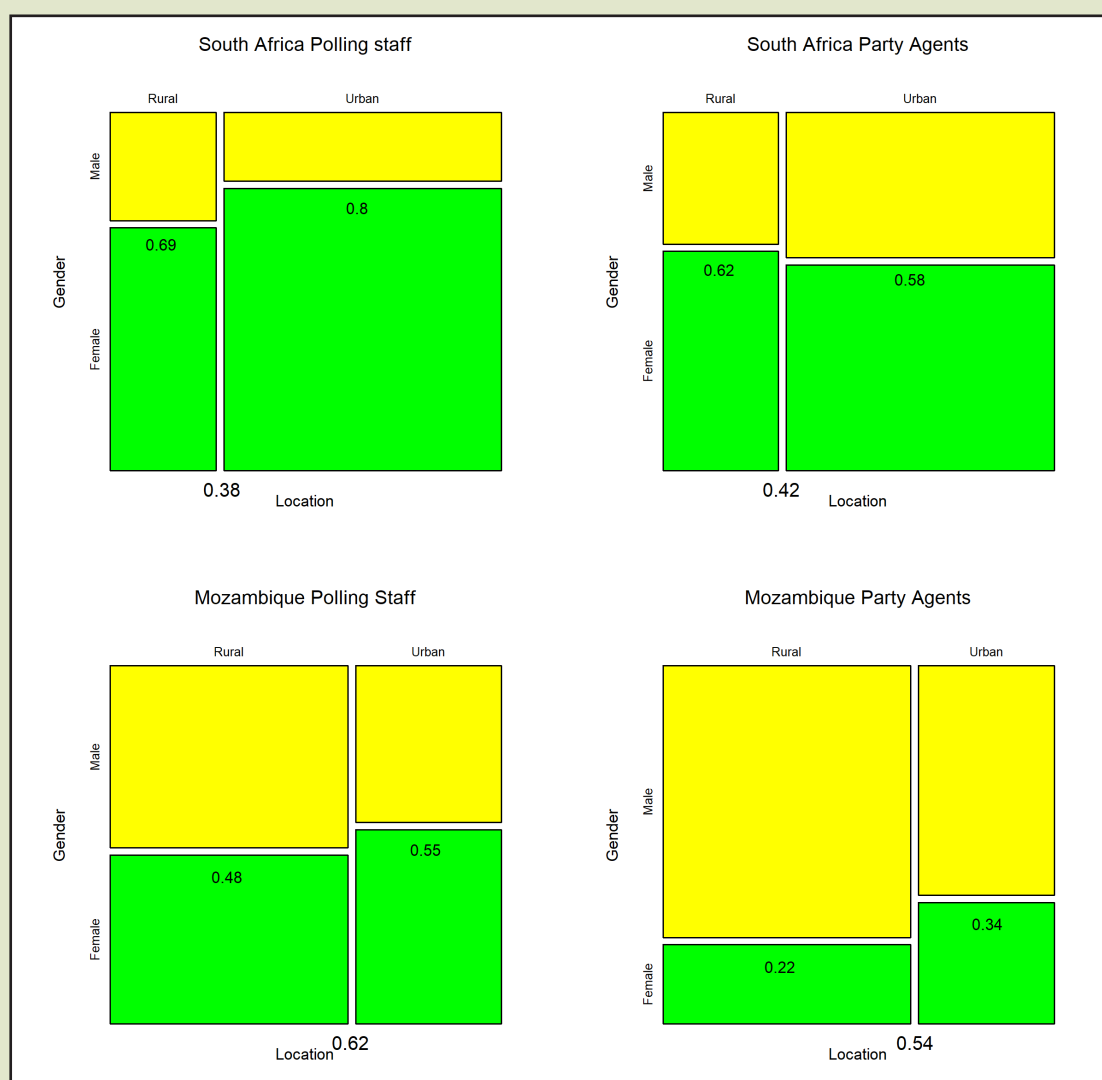 South Africa Polling staff
Rural Urban
Male
Female
Gender
0.69
0.8
0.38
Location
South Africa Party Agents
Rural Urban
Male
Female
Gender
0.62
0.58
0.42
Location
Mozambique Polling Staff
Rural Urban
Male
Female
Gender
0.48
0.55
0.62
Location
Mozambique Party Agents
Rural Urban
Male
Female
Gender
0.22
0.34
0.54
Location